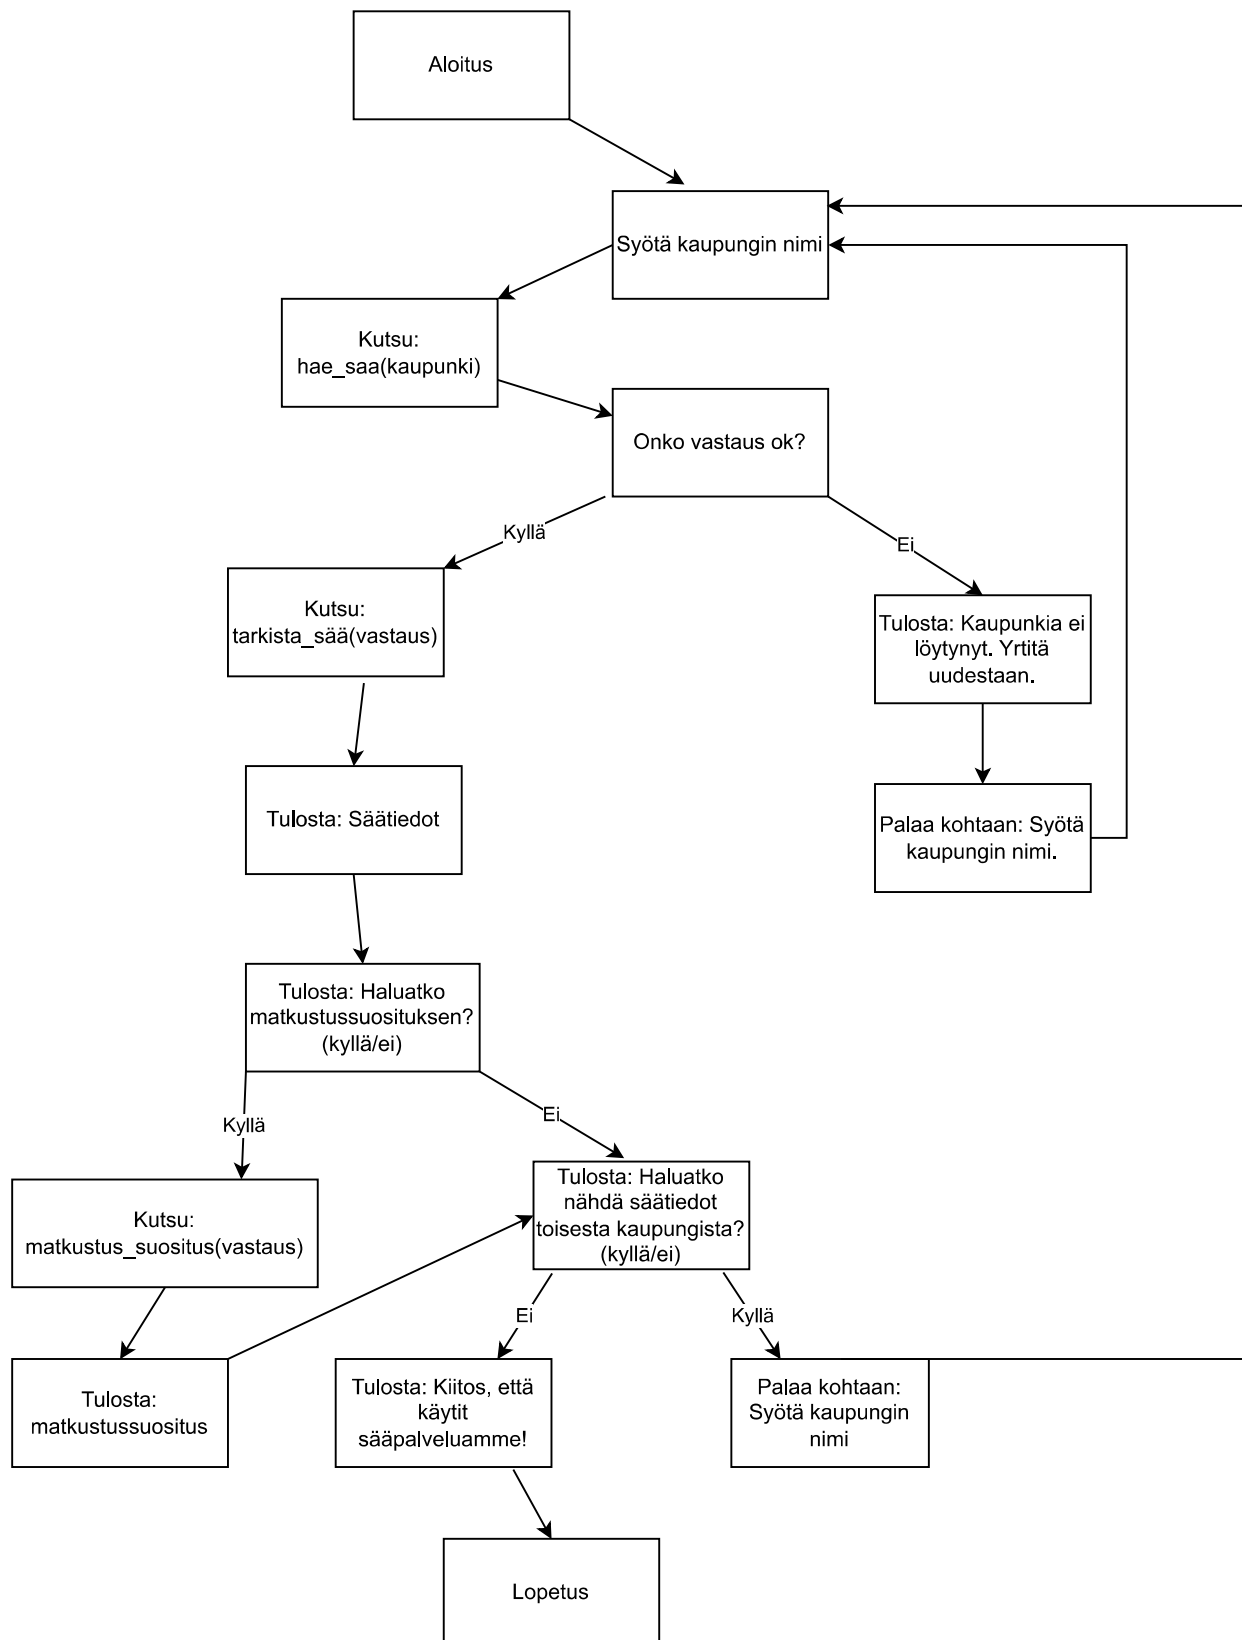 Aloitus
Syötä kaupungin nimi
Kutsu:
hae_saa(kaupunki)
Onko vastaus ok?
Kyllä
Ei
Kutsu:
tarkista_sää(vastaus)
Tulosta: Kaupunkia ei
löytynyt. Yrtitä
uudestaan.
Tulosta: Säätiedot
Palaa kohtaan: Syötä
kaupungin nimi.
Tulosta: Haluatko
matkustussuosituksen?
(kyllä/ei)
Kyllä
Ei
Kutsu:
matkustus_suositus(vastaus)
Tulosta: Haluatko
nähdä säätiedot
toisesta kaupungista?
(kyllä/ei)
Ei
Kyllä
Tulosta:
matkustussuositus
Tulosta: Kiitos, että
käytit
sääpalveluamme!
Palaa kohtaan:
Syötä kaupungin
nimi
Lopetus